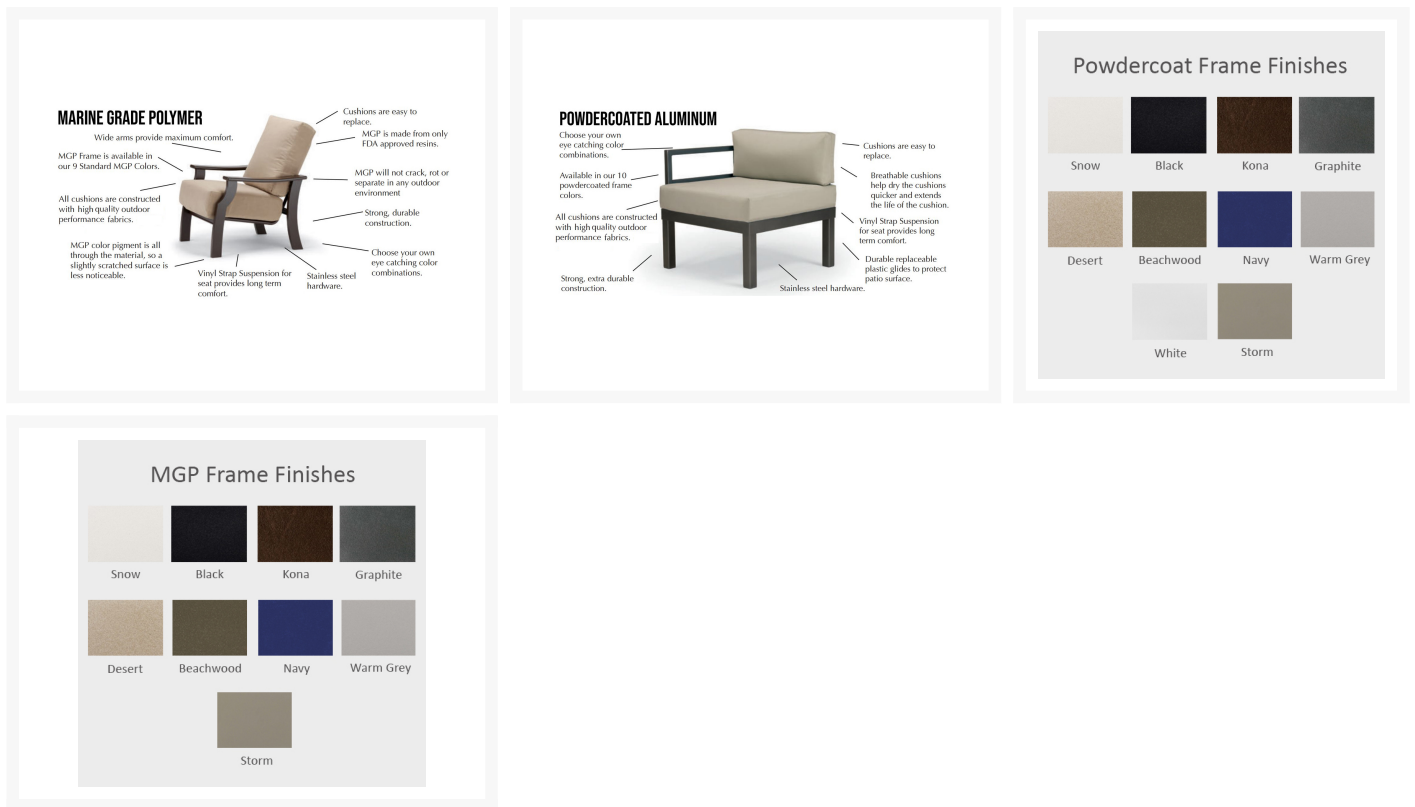 MARINE GRADE POLYMER
Wide arms provide maximum comfort.
MGP Frame is available in
our 9 Standard MGP Colors.
All cushions are constructed
with high quality outdoor
performance fabrics.
MGP color pigment is all
through the material, so a
slightly scratched surface is
less noticeable.
Vinyl Strap Suspension for
seat provides long term
comfort.
Stainless steel
hardware.
Cushions are easy to
replace.
MGP is made from only
FDA approved resins.
MGP will not crack, rot or
separate in any outdoor
environment
Strong, durable
construction.
Choose your own
eye catching color
combinations.
POWDERCOATED ALUMINUM
Choose your own
eye catching color
combinations.
Available in our 10
powdercoated frame
colors.
All cushions are constructed
with high quality outdoor
performance fabrics.
Strong, extra durable
construction.
Cushions are easy to
replace.
Breathable cushions
help dry the cushions
quicker and extends
the life of the cushion.
Vinyl Strap Suspension
for seat provides long
term comfort.
Durable replaceable
plastic glides to protect
patio surface.
Stainless steel hardware.
Powdercoat Frame Finishes
Snow Black Kona Graphite
Desert Beachwood Navy Warm Grey
White Storm
MGP Frame Finishes
Snow Black Kona Graphite
Desert Beachwood Navy Warm Grey
Storm